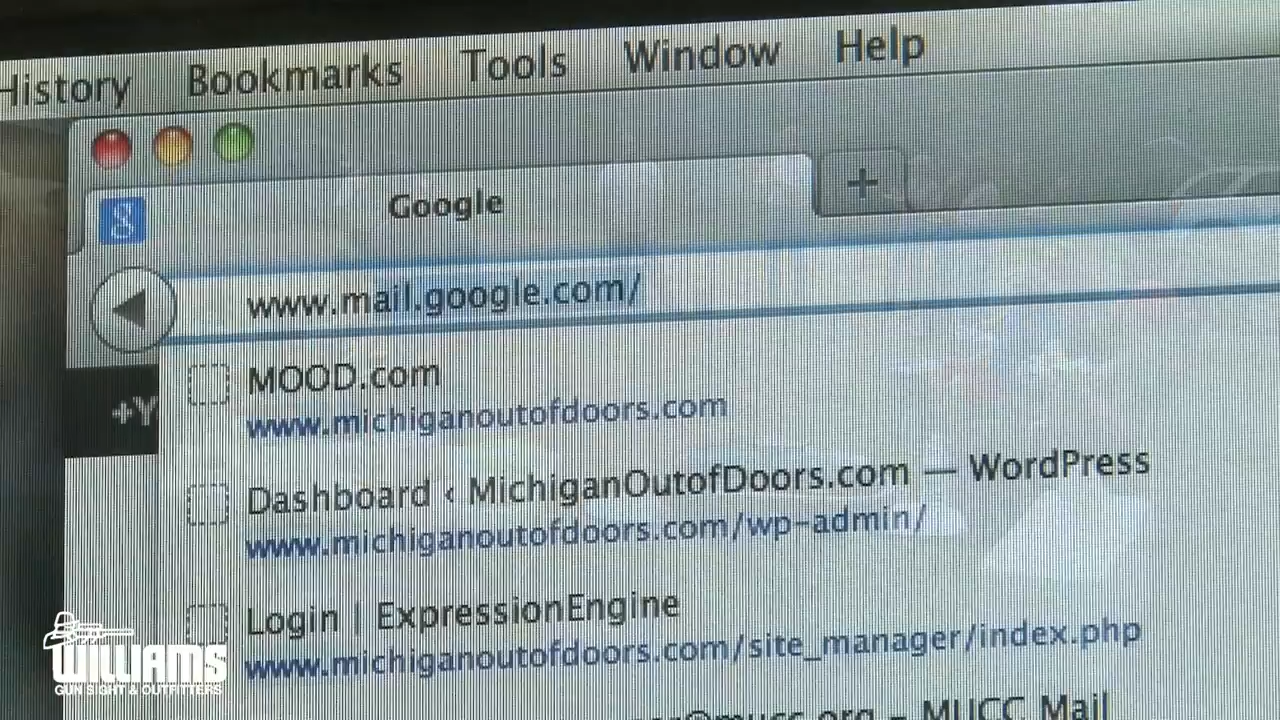 History Bookmarks Tools Window Help
g Google +
www.mail.google.com/
+Y
MOOD.com
www.michiganoutofdoors.com
Dashboard ‹ MichiganOutofDoors.com — WordPress
www.michiganoutofdoors.com/wp-admin/
Login | ExpressionEngine
www.michiganoutofdoors.com/site_manager/index.php
@mucc.org – MUCC Mail
WILLIAMS
GUN SIGHT & OUTFITTERS